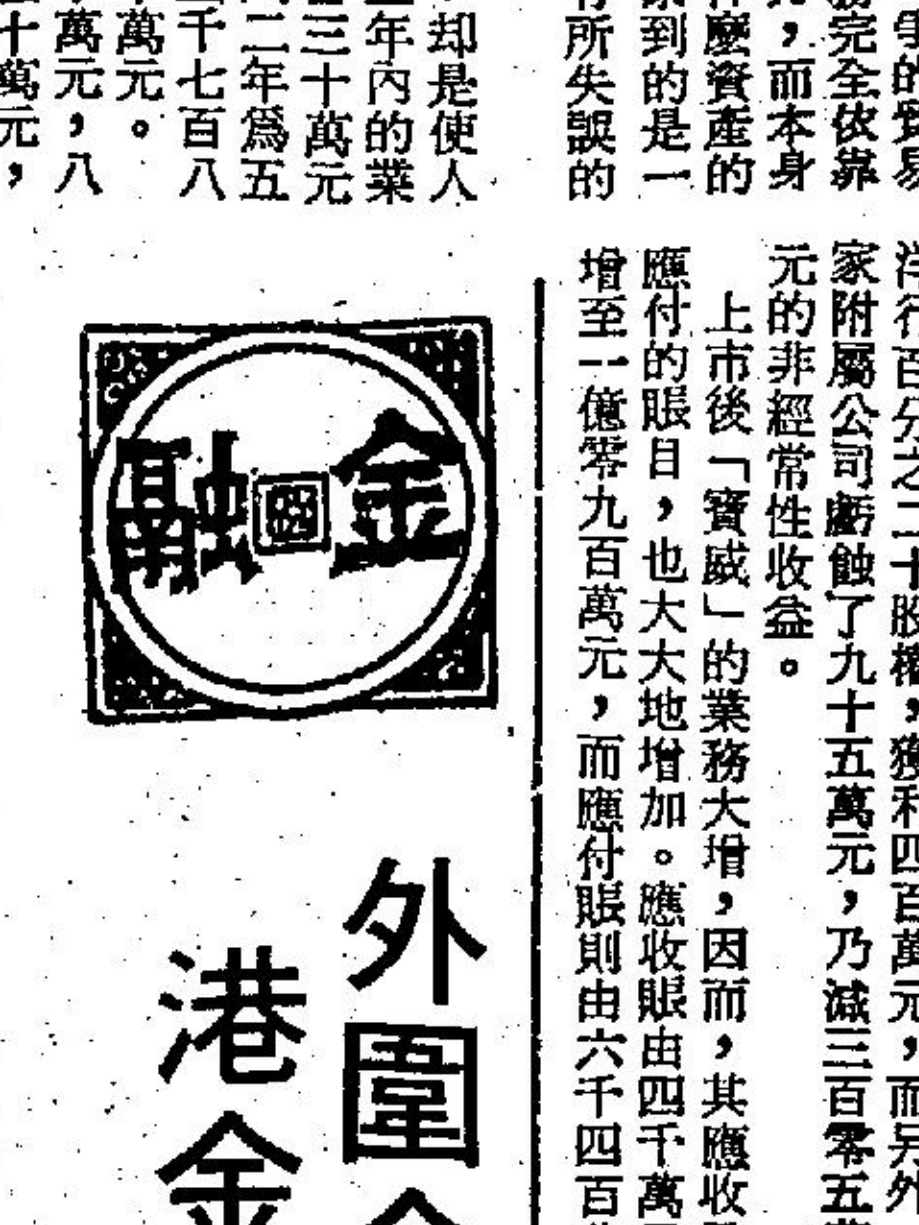 爭的貿易
務完全依靠
,而本身
什麼資產的
家到的是一
有所失誤的
却是使人
年內的業
三十萬元
二年爲五
千七百八
萬元。
萬元,八
十萬元,
洋行百分之二十股權,獲利四百萬元,而另外
家附屬公司虧蝕了九十五萬元,乃減三百零五
元的非經常性收益。
上市後「寶威」的業務大增,因而,其應收
應付的賬目,也大大地增加。應收賬由四千萬
增至一億零九百萬元,而應付賬則由六千四百
金融
外圍
港金